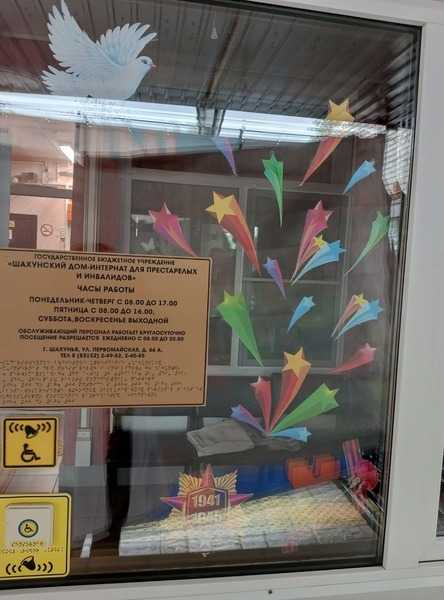 ГОСУДАРСТВЕННОЕ БЮДЖЕТНОЕ УЧРЕЖДЕНИЕ
«ШАХУНСКИЙ ДОМ-ИНТЕРНАТ ДЛЯ ПРЕСТАРЕЛЫХ
И ИНВАЛИДОВ»
ЧАСЫ РАБОТЫ
ПОНЕДЕЛЬНИК-ЧЕТВЕРГ С 08.00 ДО 17.00
ПЯТНИЦА С 08.00 ДО 16.00,
СУББОТА, ВОСКРЕСЕНЬЕ ВЫХОДНОЙ
ОБСЛУЖИВАЮЩИЙ ПЕРСОНАЛ РАБОТАЕТ КРУГЛОСУТОЧНО
ПОСЕЩЕНИЕ РАЗРЕШАЕТСЯ ЕЖЕДНЕВНО С 08.00 ДО 20.00
Г. ШАХУНЬЯ, УЛ. ПЕРВОМАЙСКАЯ, Д. 86 А.
1941